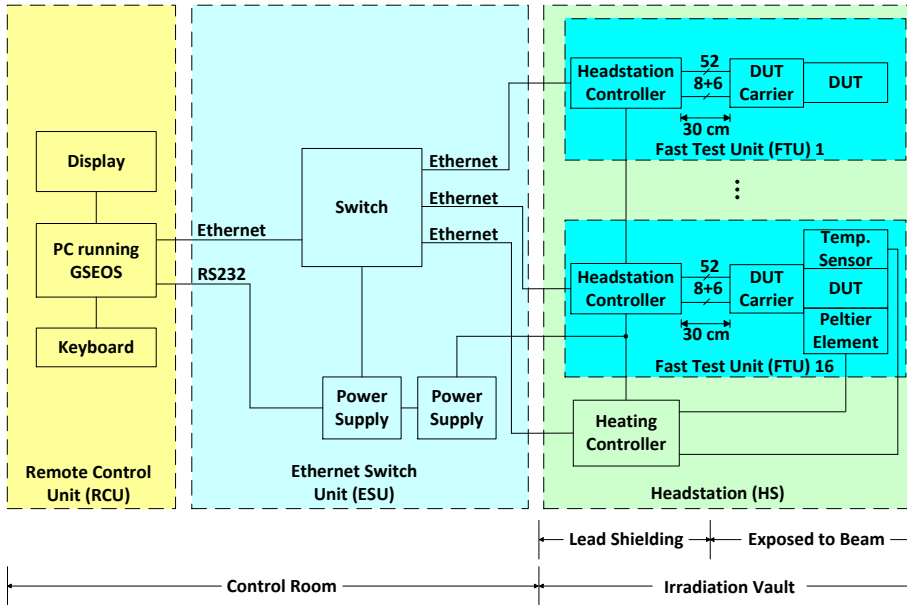 Display
PC running
GSEOS
Keyboard
Remote Control
Unit (RCU)
Ethernet
RS232
Switch
Ethernet
Ethernet
Ethernet
Power
Supply
Power
Supply
Ethernet Switch
Unit (ESU)
Headstation
Controller
52
8+6
30 cm
DUT
Carrier
DUT
Fast Test Unit (FTU) 1
Headstation
Controller
52
8+6
30 cm
DUT
Carrier
Temp.
Sensor
DUT
Peltier
Element
Fast Test Unit (FTU) 16
Heating
Controller
Headstation (HS)
Lead Shielding
Exposed to Beam
Control Room
Irradiation Vault